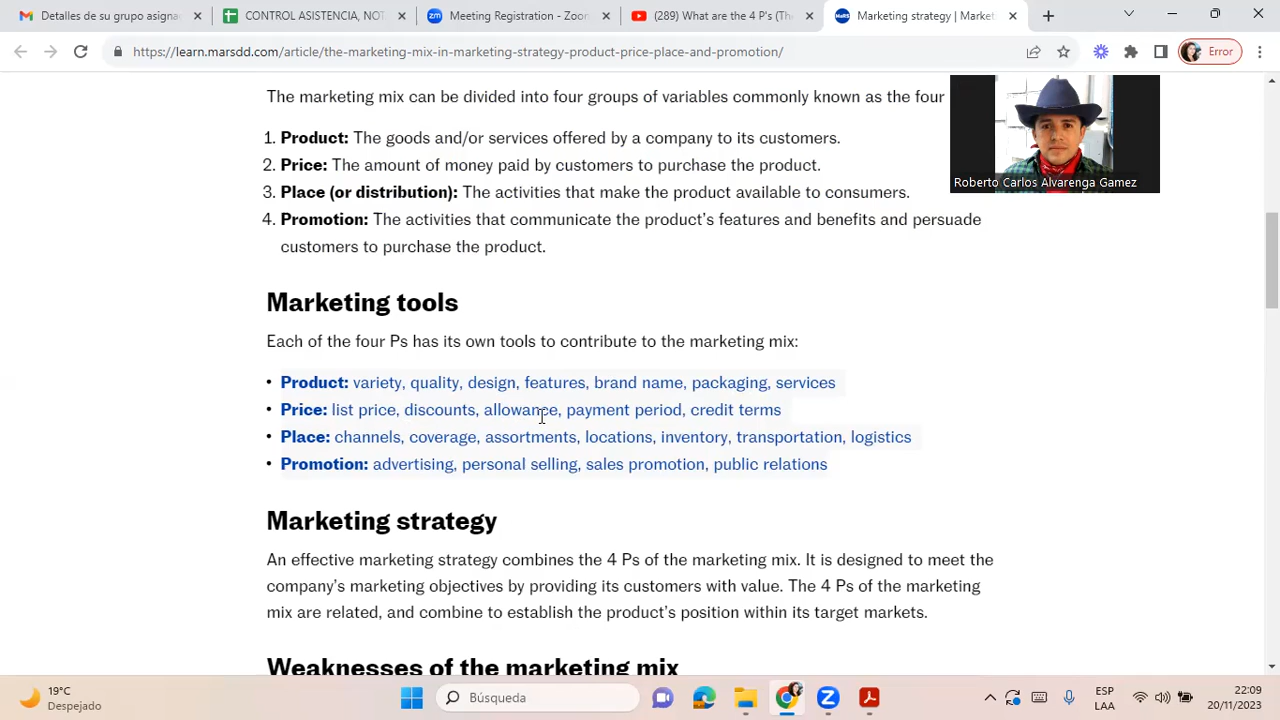 Detalles de su grupo asignac
CONTROL ASISTENCIA, NOT
Meeting Registration - Zoom
(289) What are the 4 P's (The
Marketing strategy | Market
https://learn.marsdd.com/article/the-marketing-mix-in-marketing-strategy-product-price-place-and-promotion/
Error
The marketing mix can be divided into four groups of variables commonly known as the four
1. Product: The goods and/or services offered by a company to its customers.
2. Price: The amount of money paid by customers to purchase the product.
3. Place (or distribution): The activities that make the product available to consumers.
4. Promotion: The activities that communicate the product's features and benefits and persuade
customers to purchase the product.
Roberto Carlos Alvarenga Gamez
Marketing tools
Each of the four Ps has its own tools to contribute to the marketing mix:
• Product: variety, quality, design, features, brand name, packaging, services
• Price: list price, discounts, allowance, payment period, credit terms
• Place: channels, coverage, assortments, locations, inventory, transportation, logistics
• Promotion: advertising, personal selling, sales promotion, public relations
Marketing strategy
An effective marketing strategy combines the 4 Ps of the marketing mix. It is designed to meet the
company's marketing objectives by providing its customers with value. The 4 Ps of the marketing
mix are related, and combine to establish the product's position within its target markets.
Weaknesses of the marketing mix
19°C
Despejado
Búsqueda
ESP
LAA
22:09
20/11/2023